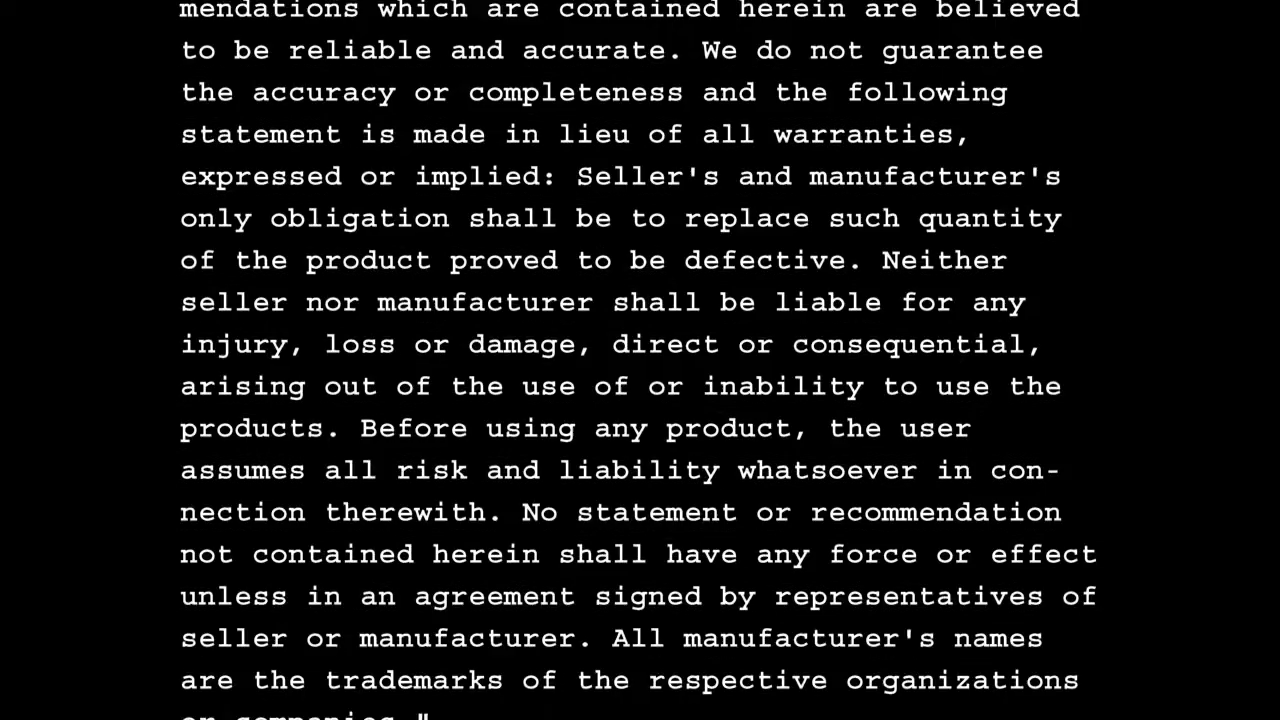 mendations which are contained herein are believed
to be reliable and accurate. We do not guarantee
the accuracy or completeness and the following
statement is made in lieu of all warranties,
expressed or implied: Seller's and manufacturer's
only obligation shall be to replace such quantity
of the product proved to be defective. Neither
seller nor manufacturer shall be liable for any
injury, loss or damage, direct or consequential,
arising out of the use of or inability to use the
products. Before using any product, the user
assumes all risk and liability whatsoever in con-
nection therewith. No statement or recommendation
not contained herein shall have any force or effect
unless in an agreement signed by representatives of
seller or manufacturer. All manufacturer's names
are the trademarks of the respective organizations
or companies."